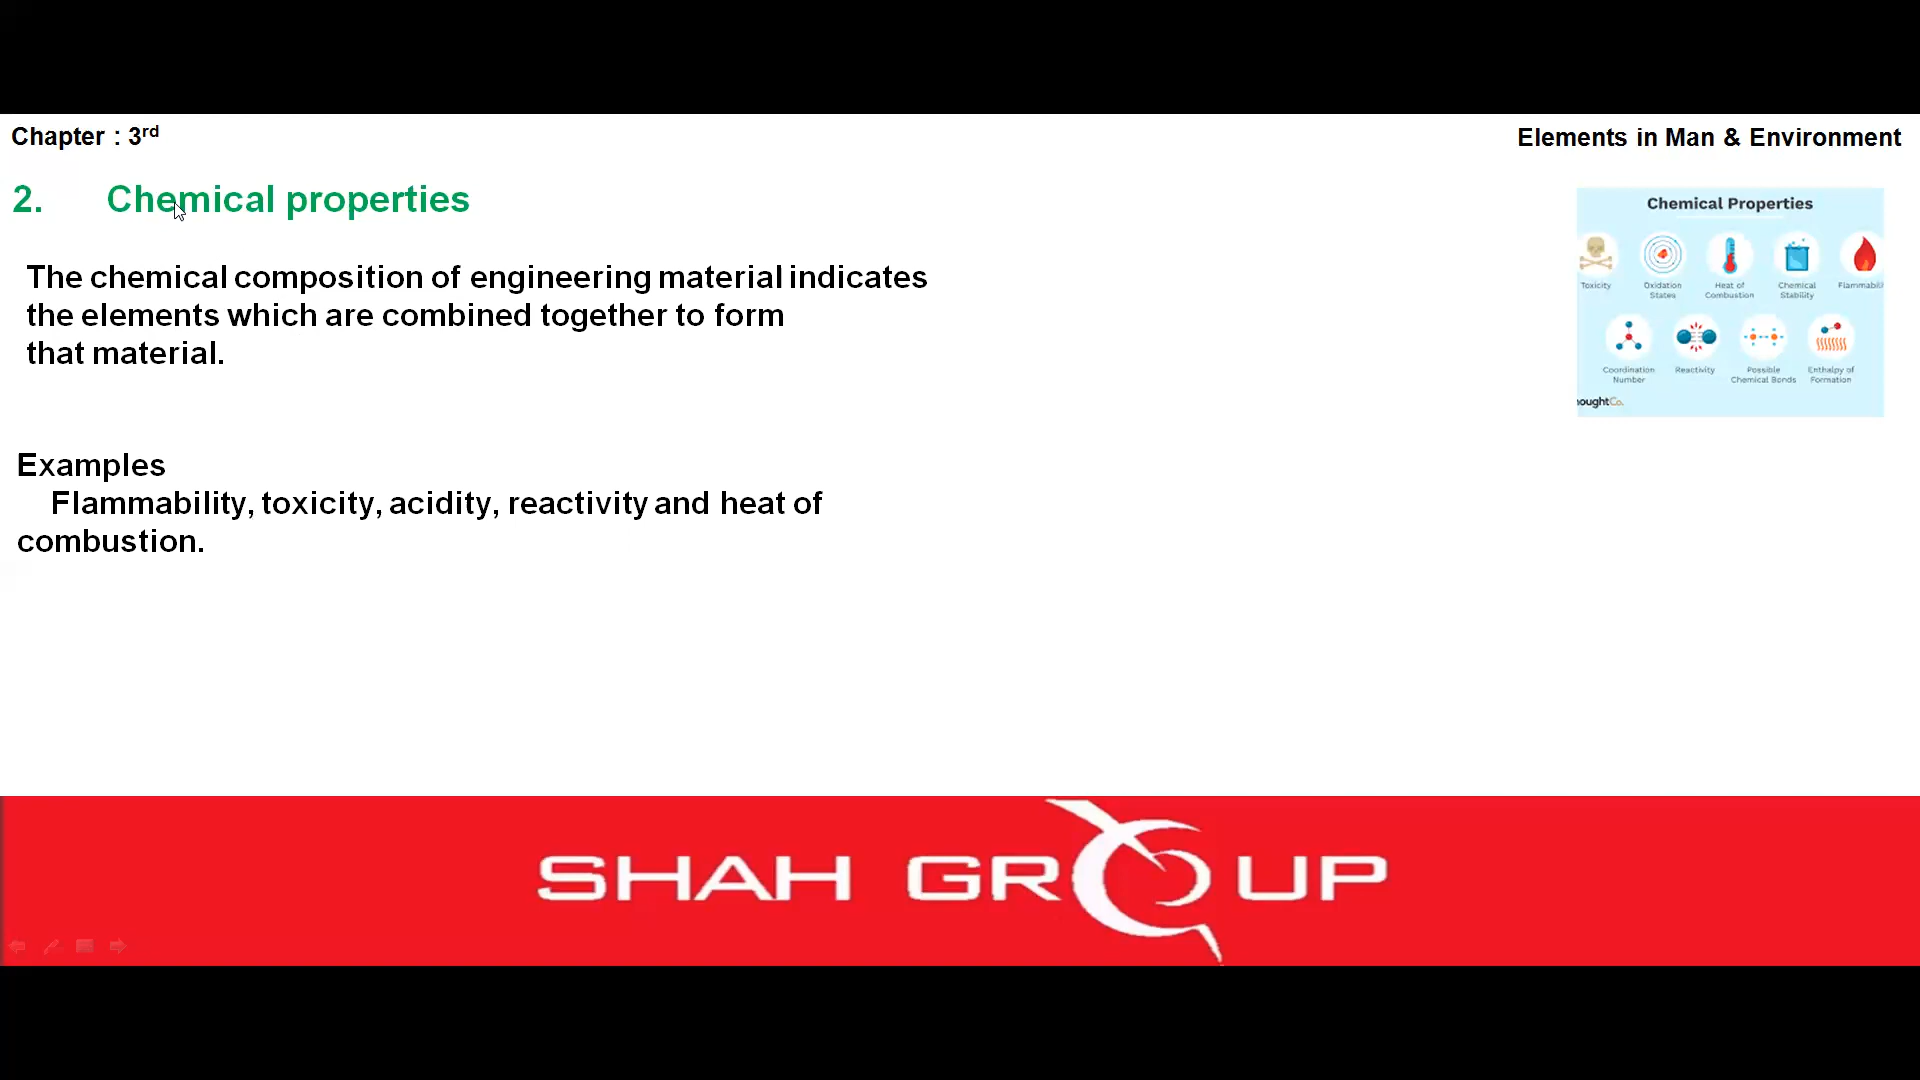 Chapter : 3rd
Elements in Man & Environment
2. Chemical properties
The chemical composition of engineering material indicates
the elements which are combined together to form
that material.
Examples
Flammability, toxicity, acidity, reactivity and heat of
combustion.
Chemical Properties
Toxicity
Oxidation
States
Heat of
Combustion
Chemical
Stability
Flammabili
Coordination
Number
Reactivity
Possible
Chemical Bonds
Enthalpy of
Formation
oughtCo.
SHAH GROUP